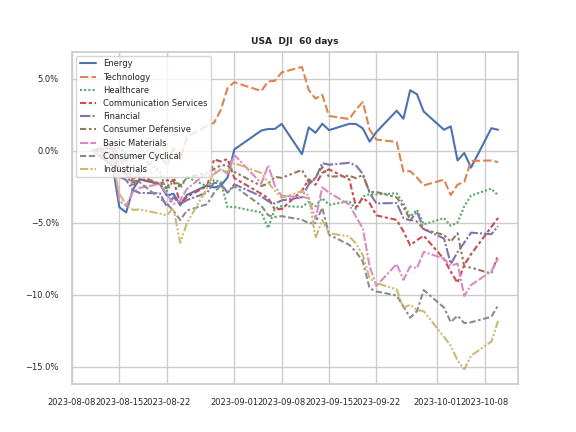 USA DJI 60 days
5.0%
0.0%
−5.0%
−10.0%
−15.0%
Energy
Technology
Healthcare
Communication Services
Financial
Consumer Defensive
Basic Materials
Consumer Cyclical
Industrials
2023-08-08
2023-08-15
2023-08-22
2023-09-01
2023-09-08
2023-09-15
2023-09-22
2023-10-01
2023-10-08